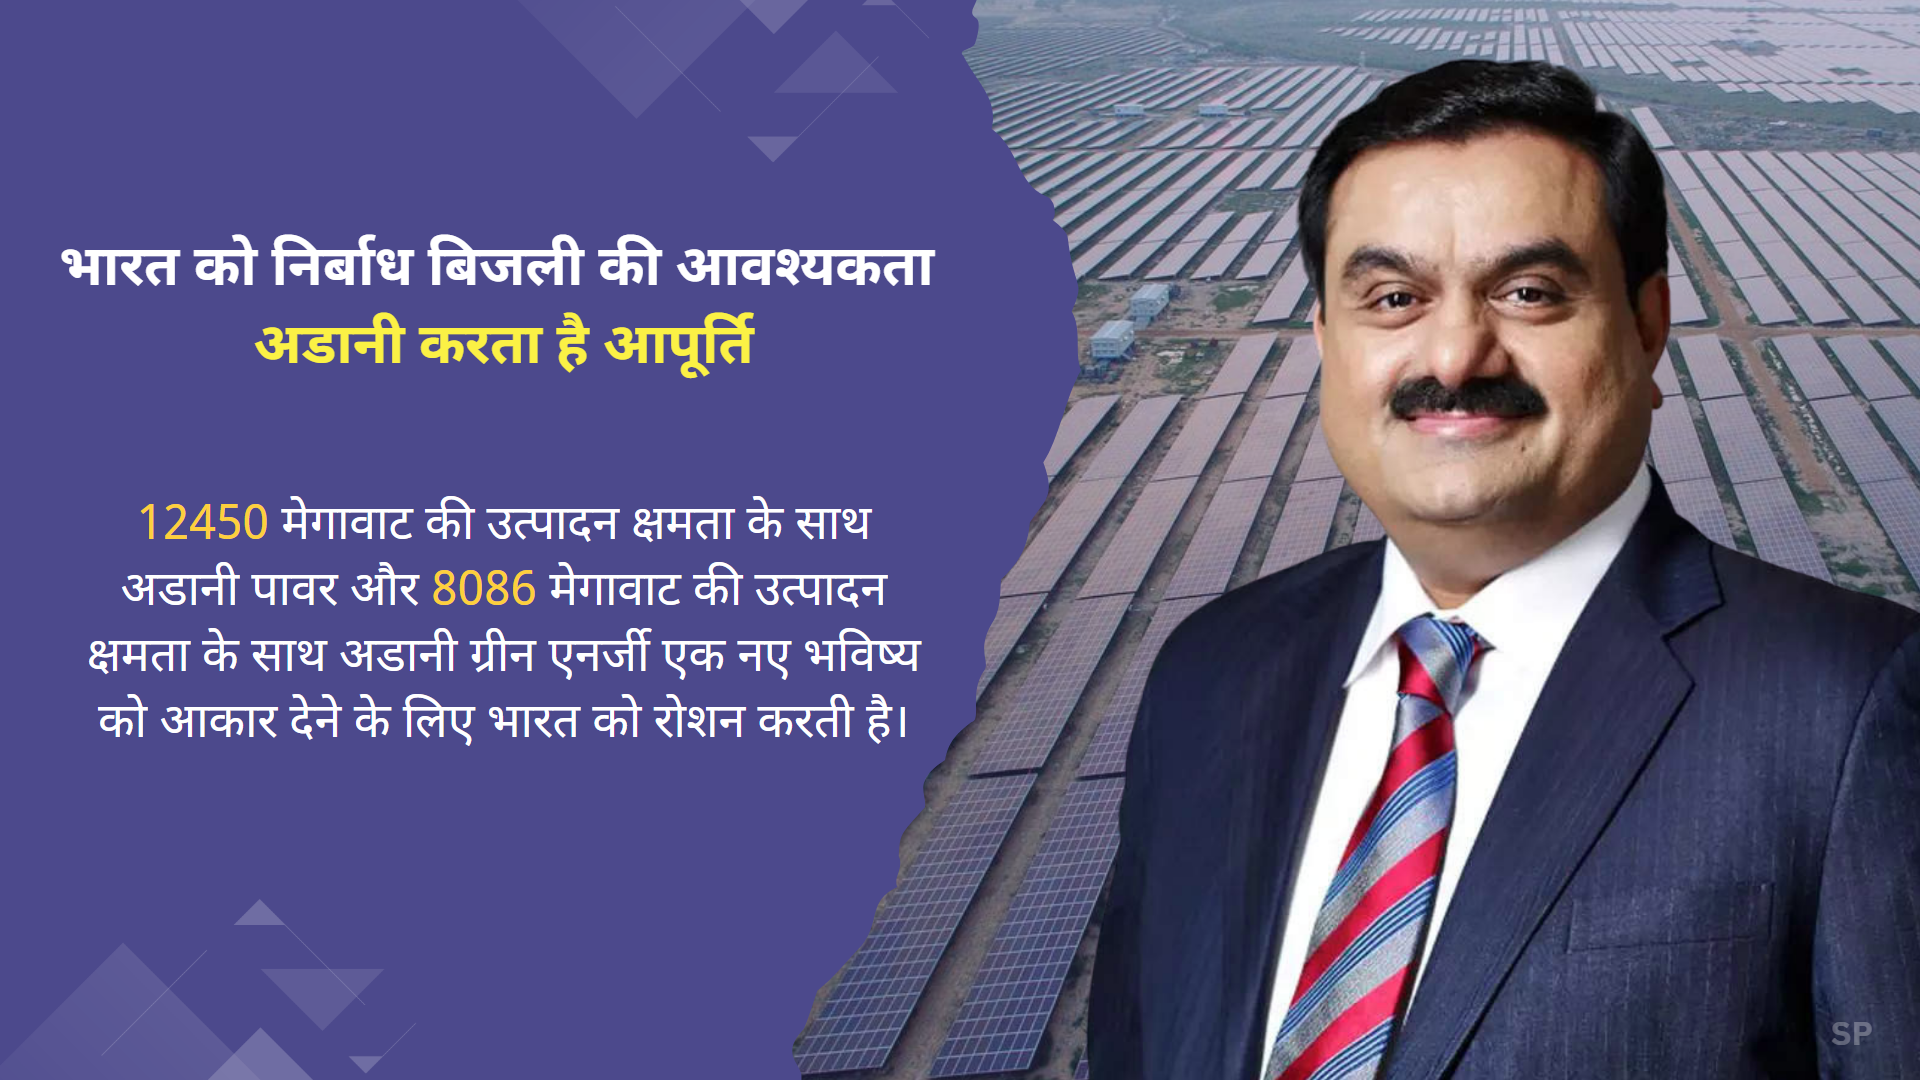 भारत को निर्बाध बिजली की आवश्यकता
अडानी करता है आपूर्ति
12450 मेगावाट की उत्पादन क्षमता के साथ
अडानी पावर और 8086 मेगावाट की उत्पादन
क्षमता के साथ अडानी ग्रीन एनर्जी एक नए भविष्य
को आकार देने के लिए भारत को रोशन करती है।
SP